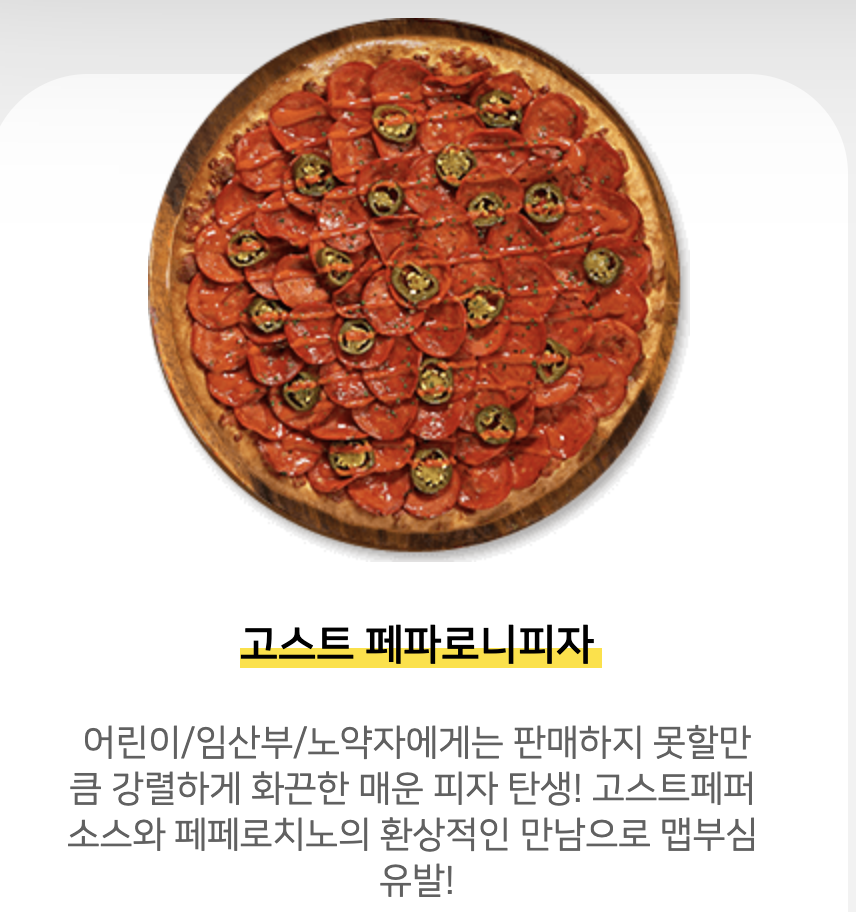 고스트 페파로니피자
어린이/임산부/노약자에게는 판매하지 못할만
큼 강렬하게 화끈한 매운 피자 탄생! 고스트페퍼
소스와 페페로치노의 환상적인 만남으로 맵부심
유발!